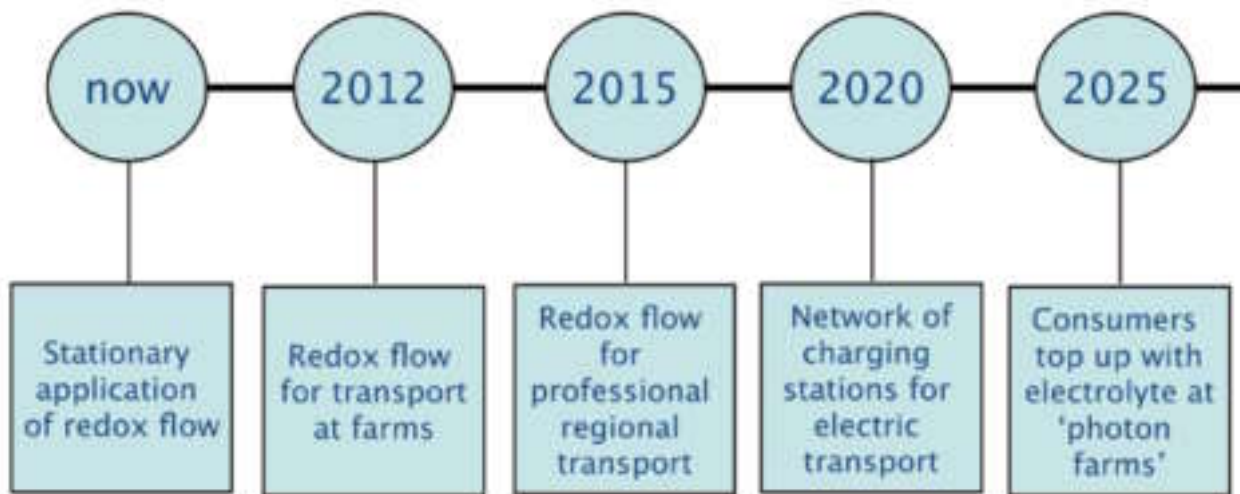 now
2012
2015
2020
2025
Stationary
application
of redox flow
Redox flow
for transport
at farms
Redox flow
for
professional
regional
transport
Network of
charging
stations for
electric
transport
Consumers
top up with
electrolyte at
‘photon
farms’